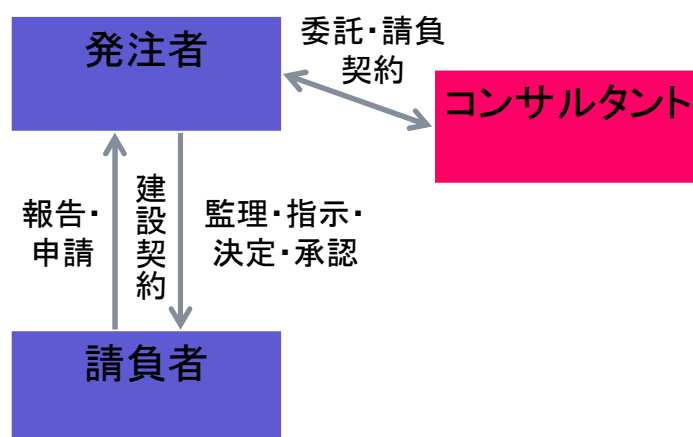 発注者
委託・請負
契約
コンサルタント
報告・
申請
建設契約
監理・指示・
決定・承認
請負者